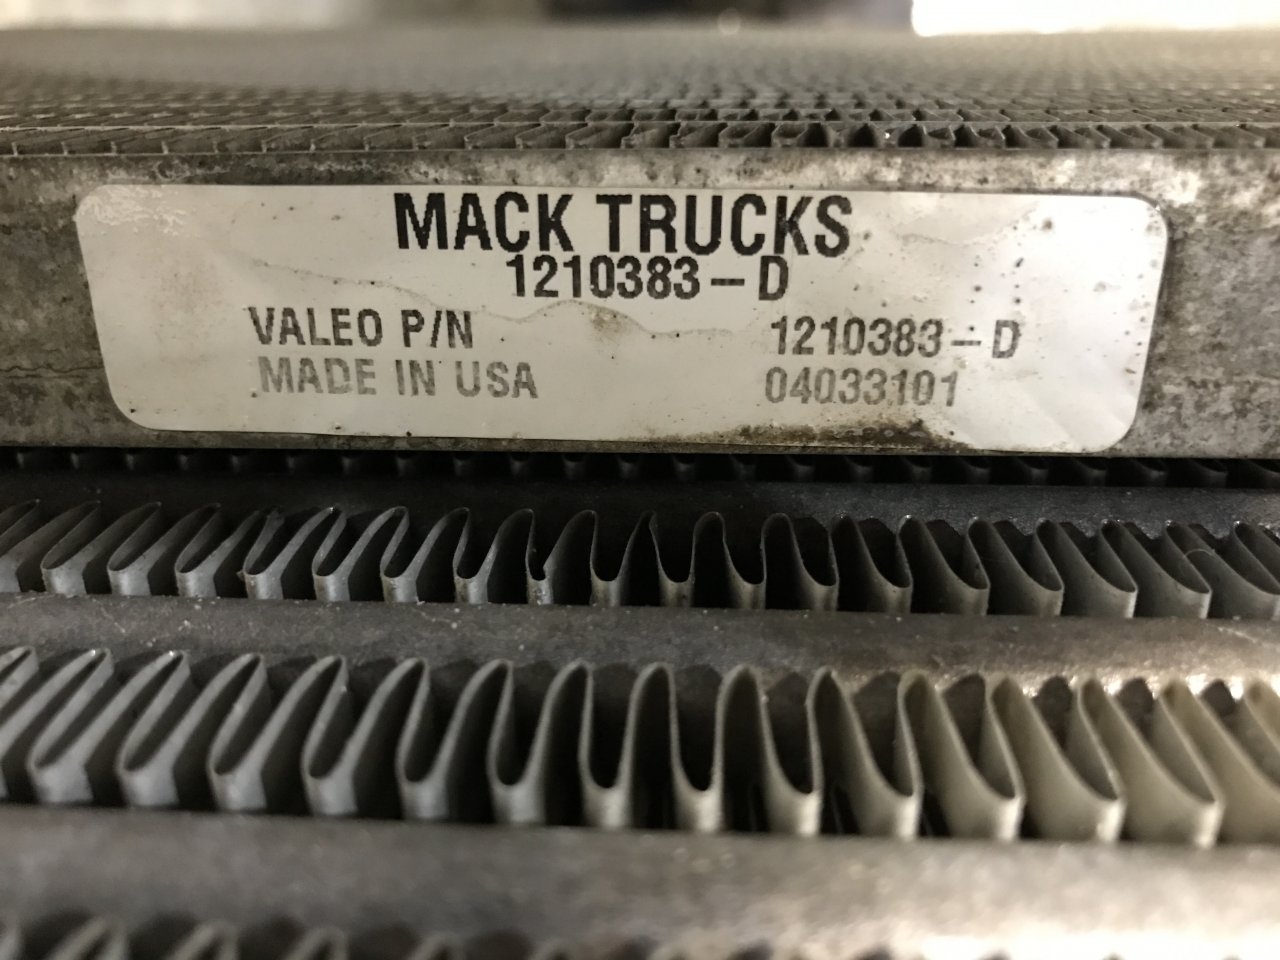 MACK TRUCKS
1210383-D
VALEO P/N 1210383-D
MADE IN USA 04033101